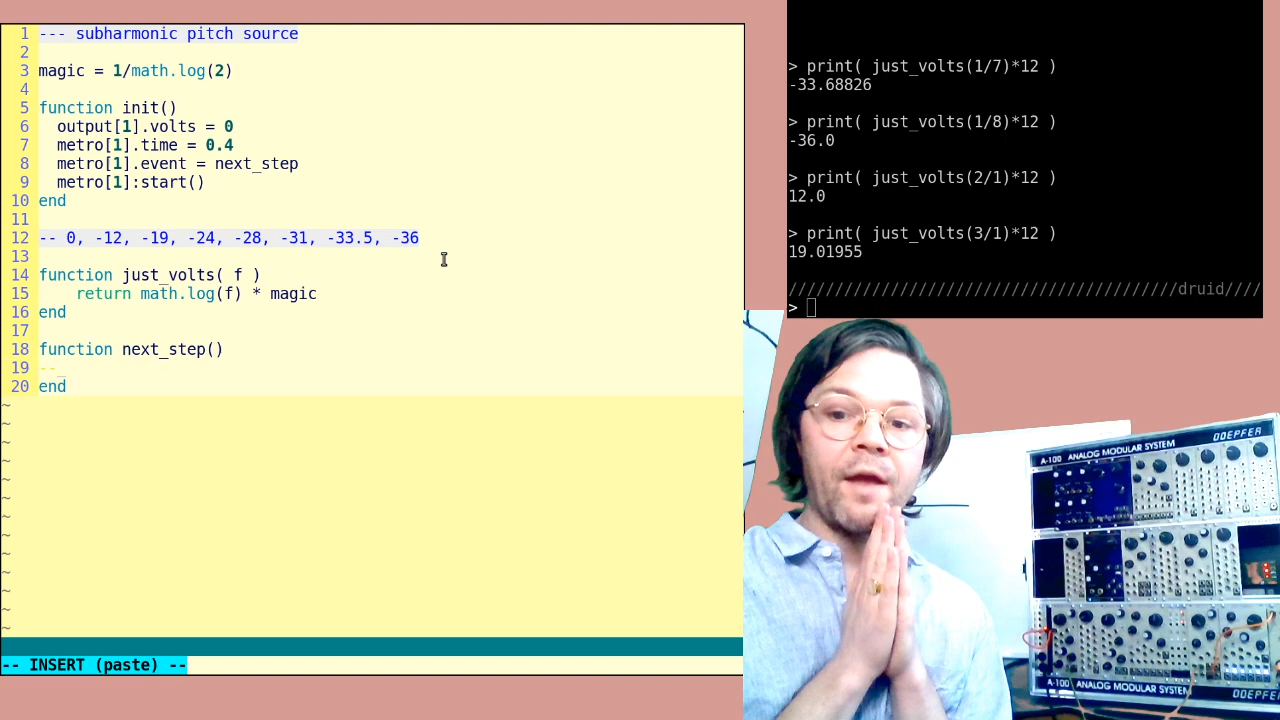 1 --- subharmonic pitch source
2
3 magic = 1/math.log(2)
4
5 function init()
6   output[1].volts = 0
7   metro[1].time = 0.4
8   metro[1].event = next_step
9   metro[1]:start()
10 end
11
12 -- 0, -12, -19, -24, -28, -31, -33.5, -36
13
14 function just_volts( f )
15     return math.log(f) * magic
16 end
17
18 function next_step()
19 --_
20 end
~
~
~
~
~
~
~
~
~
~
~
~
~
-- INSERT (paste) --
> print( just_volts(1/7)*12 )
-33.68826
> print( just_volts(1/8)*12 )
-36.0
> print( just_volts(2/1)*12 )
12.0
> print( just_volts(3/1)*12 )
19.01955
//////////////////////////////////////////druid////
>
A-100 ANALOG MODULAR SYSTEM DOEPFER
A-100 ANALOG MODULAR SYSTEM DOEPFER